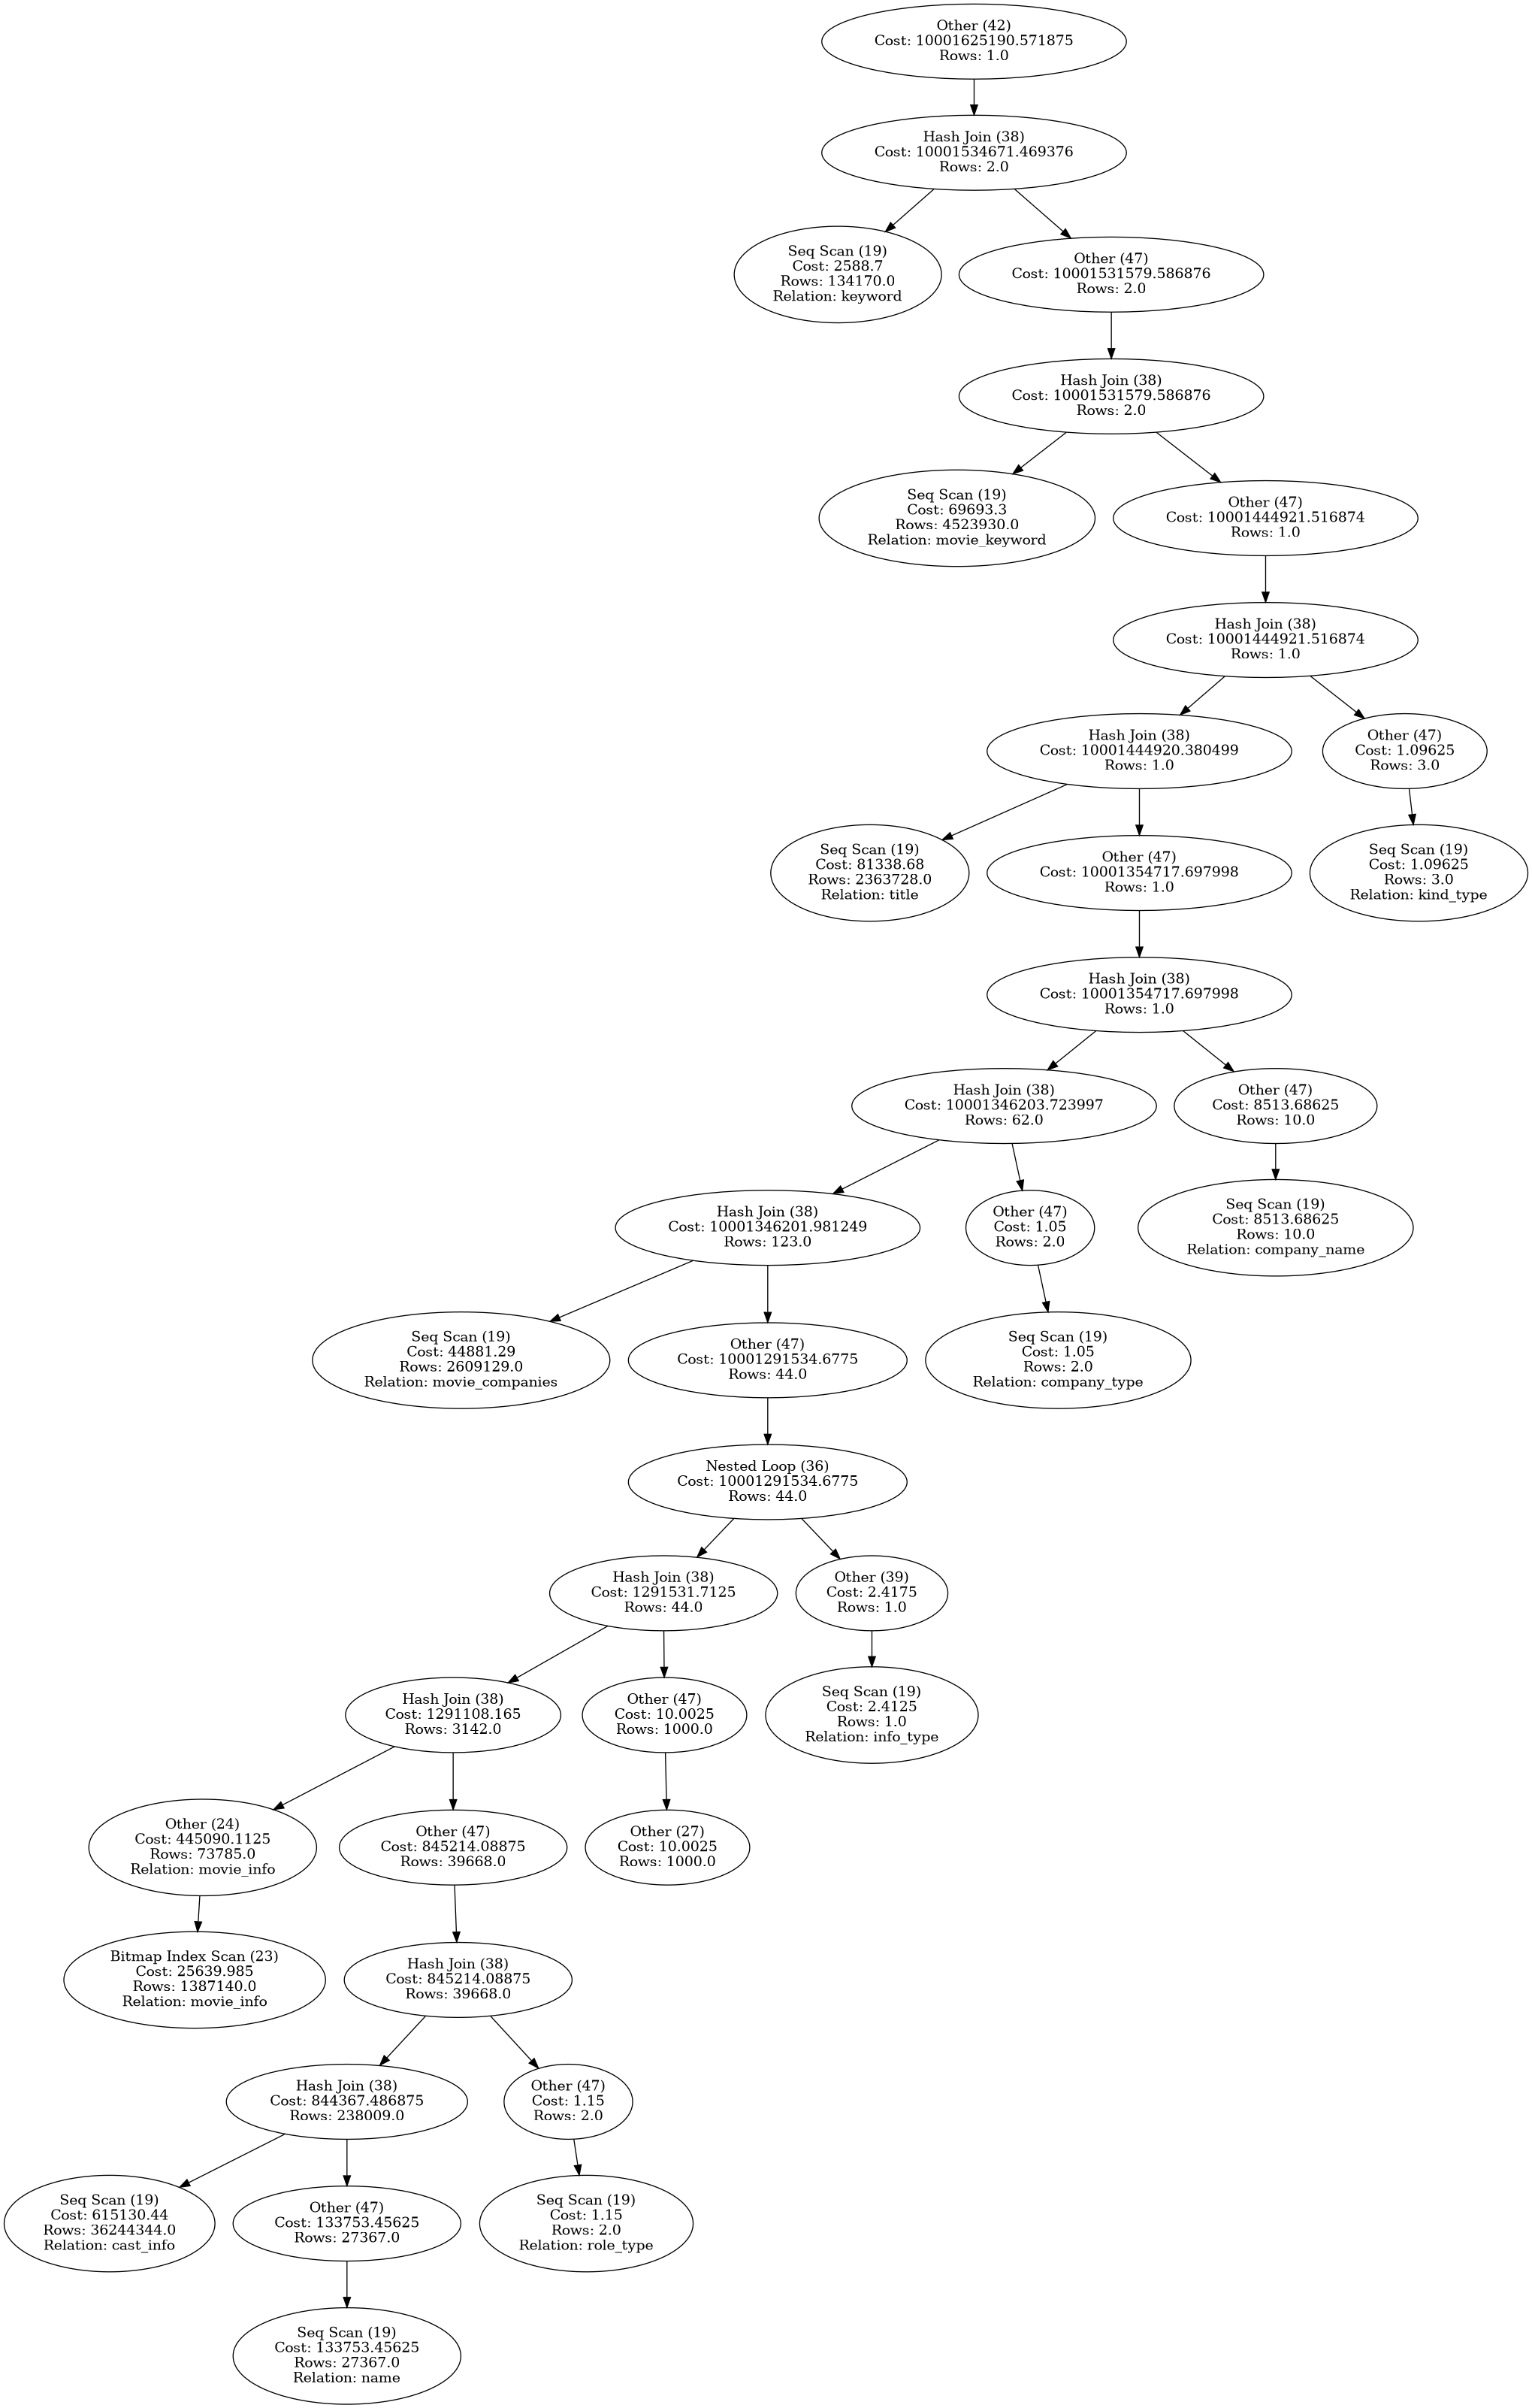 Other (42)
Cost: 10001625190.571875
Rows: 1.0
Hash Join (38)
Cost: 10001534671.469376
Rows: 2.0
Seq Scan (19)
Cost: 2588.7
Rows: 134170.0
Relation: keyword
Other (47)
Cost: 10001531579.586876
Rows: 2.0
Hash Join (38)
Cost: 10001531579.586876
Rows: 2.0
Seq Scan (19)
Cost: 69693.3
Rows: 4523930.0
Relation: movie_keyword
Other (47)
Cost: 10001444921.516874
Rows: 1.0
Hash Join (38)
Cost: 10001444921.516874
Rows: 1.0
Hash Join (38)
Cost: 10001444920.380499
Rows: 1.0
Other (47)
Cost: 1.09625
Rows: 3.0
Seq Scan (19)
Cost: 81338.68
Rows: 2363728.0
Relation: title
Other (47)
Cost: 10001354717.697998
Rows: 1.0
Seq Scan (19)
Cost: 1.09625
Rows: 3.0
Relation: kind_type
Hash Join (38)
Cost: 10001354717.697998
Rows: 1.0
Hash Join (38)
Cost: 10001346203.723997
Rows: 62.0
Other (47)
Cost: 8513.68625
Rows: 10.0
Hash Join (38)
Cost: 10001346201.981249
Rows: 123.0
Other (47)
Cost: 1.05
Rows: 2.0
Seq Scan (19)
Cost: 8513.68625
Rows: 10.0
Relation: company_name
Seq Scan (19)
Cost: 44881.29
Rows: 2609129.0
Relation: movie_companies
Other (47)
Cost: 10001291534.6775
Rows: 44.0
Seq Scan (19)
Cost: 1.05
Rows: 2.0
Relation: company_type
Nested Loop (36)
Cost: 10001291534.6775
Rows: 44.0
Hash Join (38)
Cost: 1291531.7125
Rows: 44.0
Other (39)
Cost: 2.4175
Rows: 1.0
Hash Join (38)
Cost: 1291108.165
Rows: 3142.0
Other (47)
Cost: 10.0025
Rows: 1000.0
Seq Scan (19)
Cost: 2.4125
Rows: 1.0
Relation: info_type
Other (24)
Cost: 445090.1125
Rows: 73785.0
Relation: movie_info
Other (47)
Cost: 845214.08875
Rows: 39668.0
Other (27)
Cost: 10.0025
Rows: 1000.0
Bitmap Index Scan (23)
Cost: 25639.985
Rows: 1387140.0
Relation: movie_info
Hash Join (38)
Cost: 845214.08875
Rows: 39668.0
Hash Join (38)
Cost: 844367.486875
Rows: 238009.0
Other (47)
Cost: 1.15
Rows: 2.0
Seq Scan (19)
Cost: 615130.44
Rows: 36244344.0
Relation: cast_info
Other (47)
Cost: 133753.45625
Rows: 27367.0
Seq Scan (19)
Cost: 1.15
Rows: 2.0
Relation: role_type
Seq Scan (19)
Cost: 133753.45625
Rows: 27367.0
Relation: name